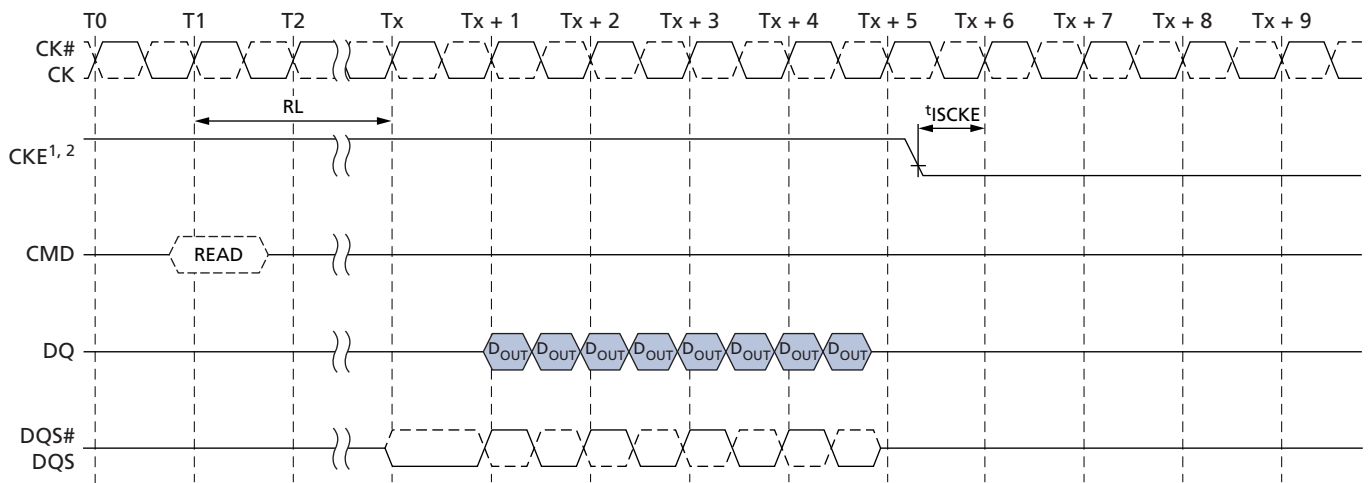 T0 T1 T2 Tx Tx + 1 Tx + 2 Tx + 3 Tx + 4 Tx + 5 Tx + 6 Tx + 7 Tx + 8 Tx + 9
CK#
CK
RL
tISCKE
CKE1, 2
CMD
READ
DQ
DOUT DOUT DOUT DOUT DOUT DOUT DOUT DOUT
DQS#
DQS